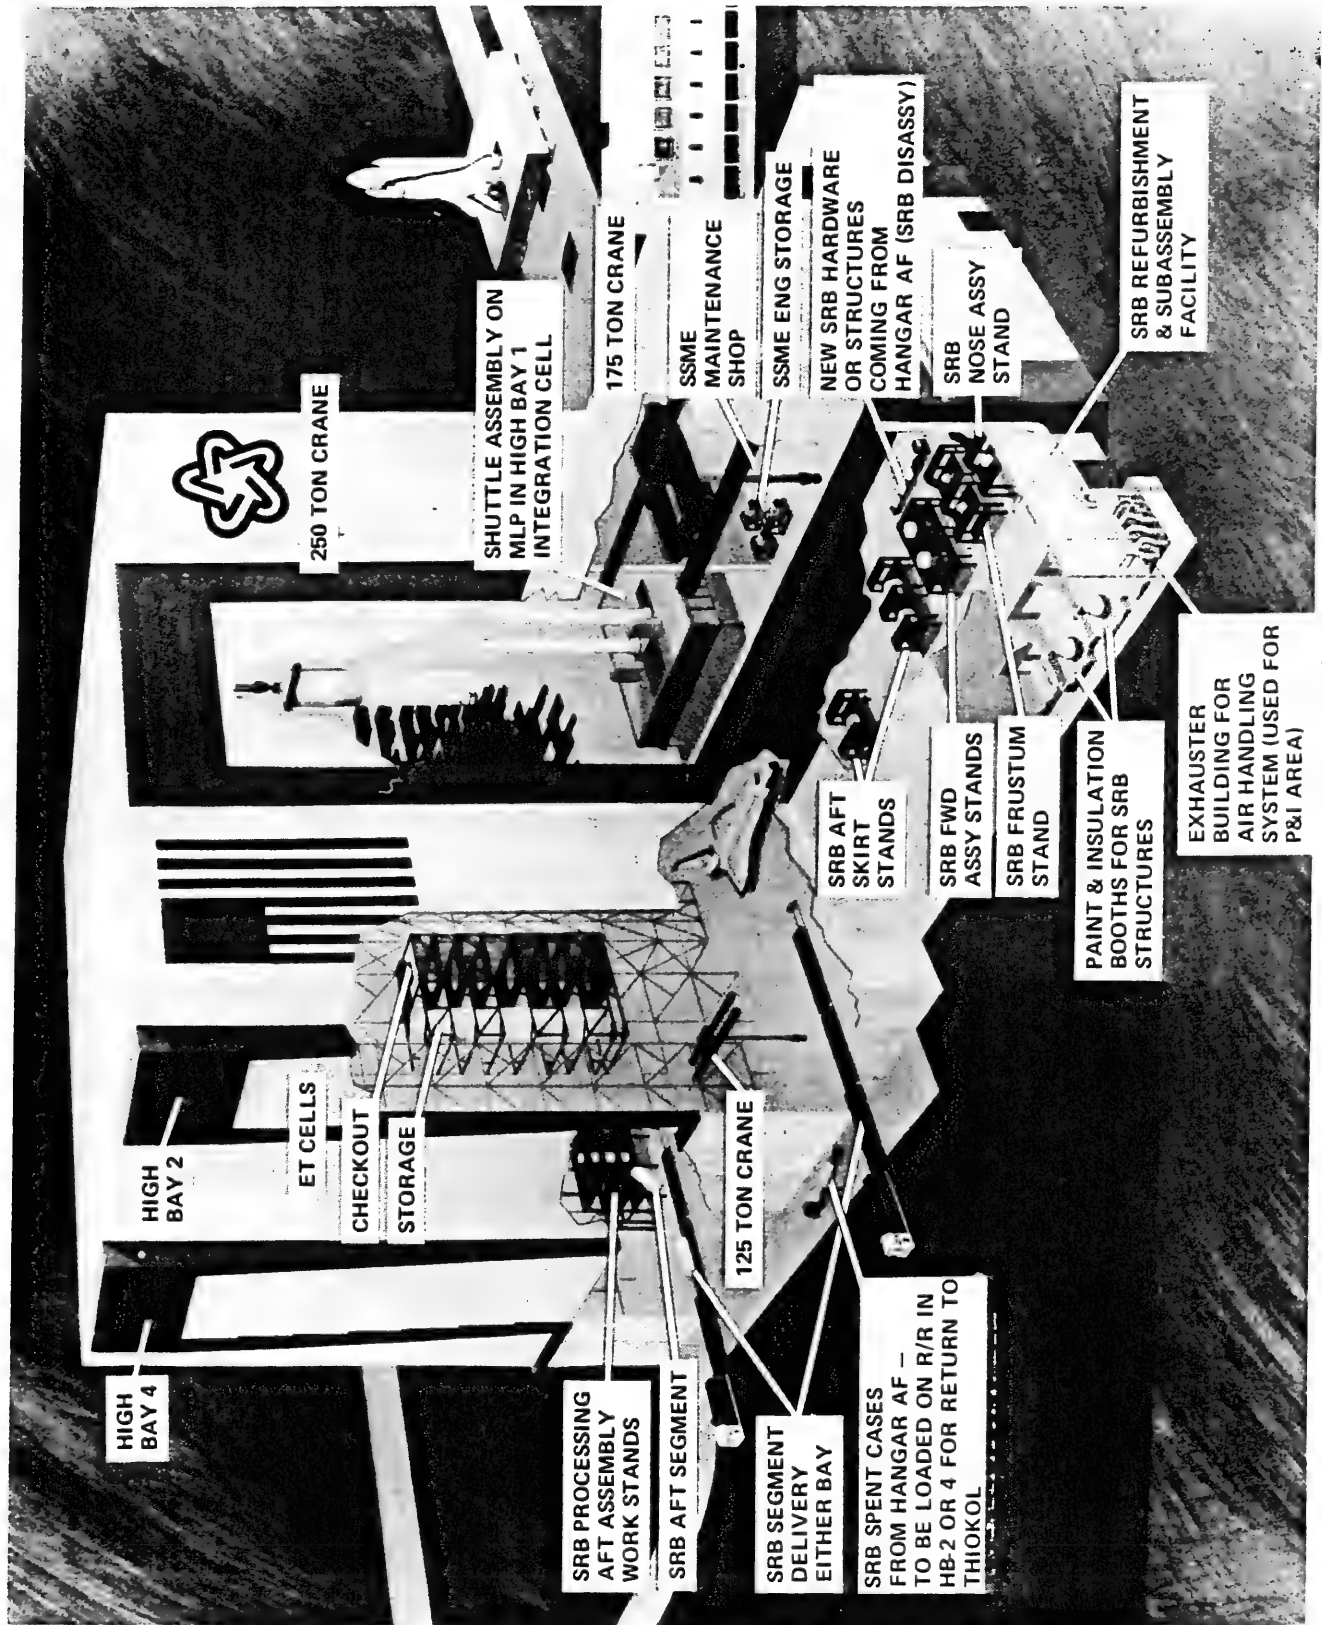 HIGH
BAY 4
HIGH
BAY 2
250 TON CRANE
ET CELLS
CHECKOUT
STORAGE
SHUTTLE ASSEMBLY ON
MLP IN HIGH BAY 1
INTEGRATION CELL
175 TON CRANE
SSME
MAINTENANCE
SHOP
SSME ENG STORAGE
NEW SRB HARDWARE
OR STRUCTURES
COMING FROM
HANGAR AF (SRB DISASSY)
SRB
NOSE ASSY
STAND
SRB REFURBISHMENT
& SUBASSEMBLY
FACILITY
SRB PROCESSING
AFT ASSEMBLY
WORK STANDS
SRB AFT SEGMENT
125 TON CRANE
SRB SEGMENT
DELIVERY
EITHER BAY
SRB SPENT CASES
FROM HANGAR AF –
TO BE LOADED ON R/R IN
HB-2 OR 4 FOR RETURN TO
THIOKOL
SRB AFT
SKIRT
STANDS
SRB FWD
ASSY STANDS
SRB FRUSTUM
STAND
PAINT & INSULATION
BOOTHS FOR SRB
STRUCTURES
EXHAUSTER
BUILDING FOR
AIR HANDLING
SYSTEM (USED FOR
P&I AREA)